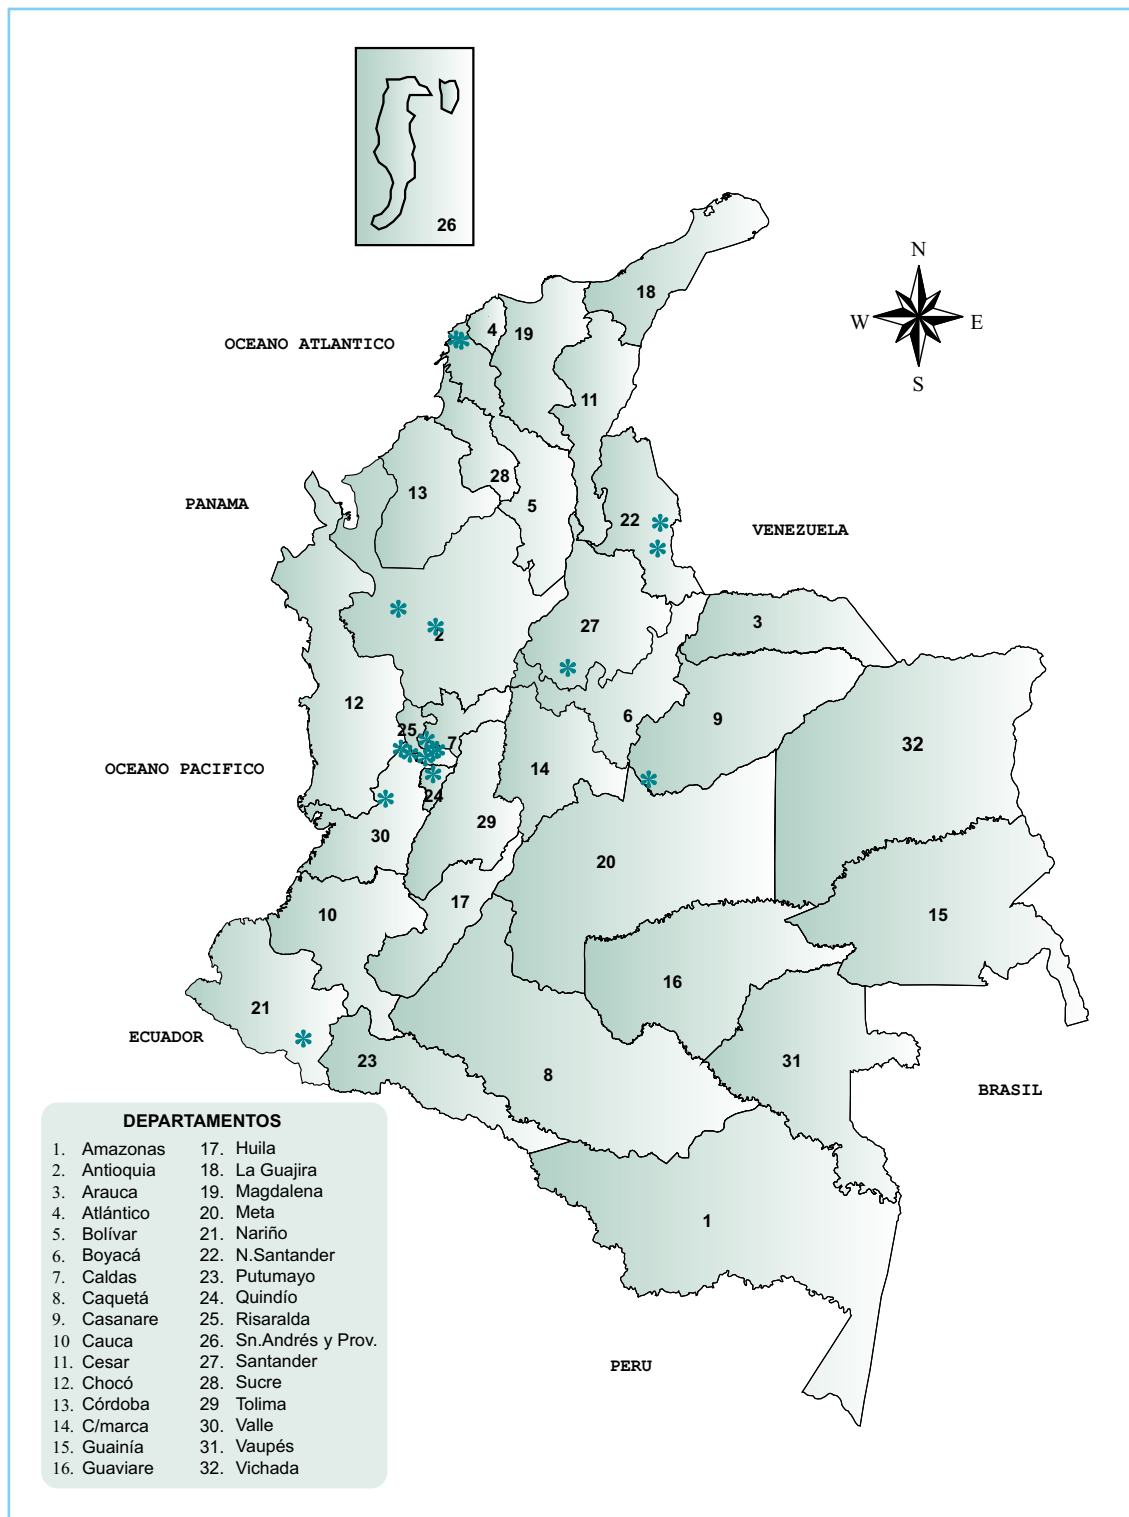 26
N
W E
S
18
4
19
OCEANO ATLANTICO
11
28
13
5
PANAMA
22
VENEZUELA
3
27
2
12
6
9
25
7
32
OCEANO PACIFICO
14
24
29
30
20
17
10
15
16
21
ECUADOR
23
31
8
BRASIL
1
PERU
DEPARTAMENTOS
1. Amazonas 17. Huila
2. Antioquia 18. La Guajira
3. Arauca 19. Magdalena
4. Atlántico 20. Meta
5. Bolívar 21. Nariño
6. Boyacá 22. N.Santander
7. Caldas 23. Putumayo
8. Caquetá 24. Quindío
9. Casanare 25. Risaralda
10 Cauca 26. Sn.Andrés y Prov.
11. Cesar 27. Santander
12. Chocó 28. Sucre
13. Córdoba 29 Tolima
14. C/marca 30. Valle
15. Guainía 31. Vaupés
16. Guaviare 32. Vichada